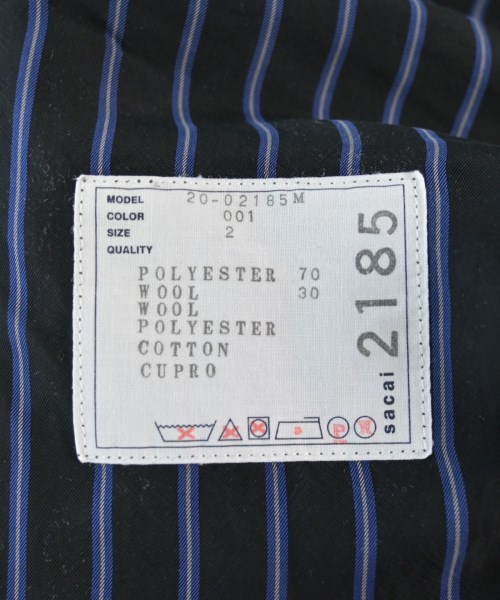 MODEL 20-02185M
COLOR 001
SIZE 2
QUALITY
POLYESTER 70
WOOL 30
WOOL
POLYESTER
COTTON
CUPRO
sacai 2185
P